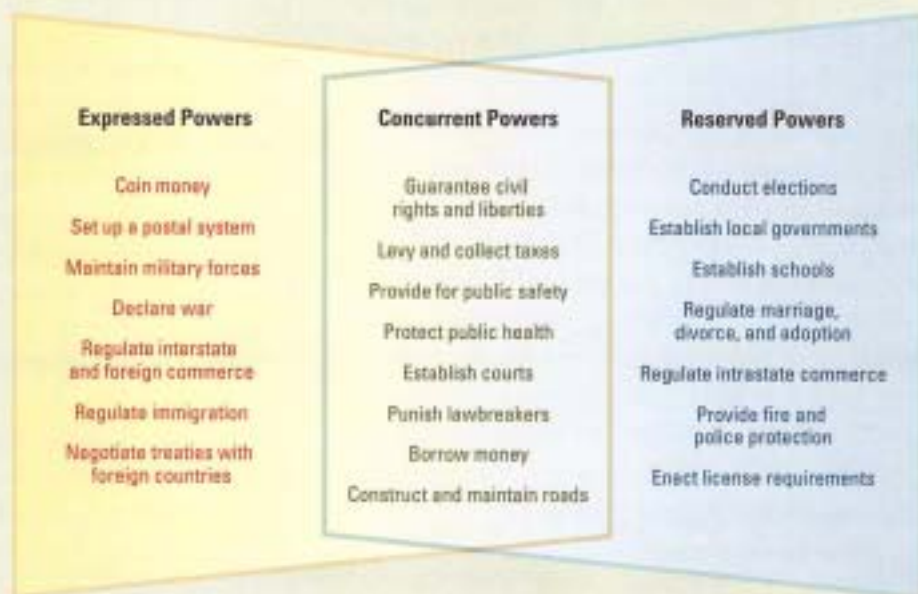 Expressed Powers
Coin money
Set up a postal system
Maintain military forces
Declare war
Regulate interstate
and foreign commerce
Regulate immigration
Negotiate treaties with
foreign countries
Concurrent Powers
Guarantee civil
rights and liberties
Levy and collect taxes
Provide for public safety
Protect public health
Establish courts
Punish lawbreakers
Borrow money
Construct and maintain roads
Reserved Powers
Conduct elections
Establish local governments
Establish schools
Regulate marriage,
divorce, and adoption
Regulate intrastate commerce
Provide fire and
police protection
Enact license requirements